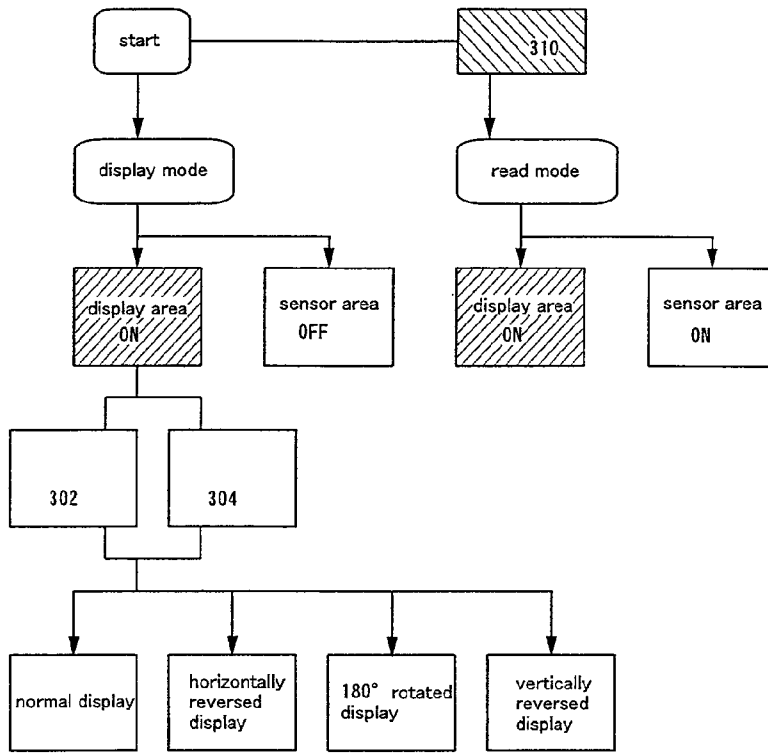 start
310
display mode
read mode
display area
ON
sensor area
OFF
display area
ON
sensor area
ON
302
304
normal display
horizontally
reversed
display
180° rotated
display
vertically
reversed
display